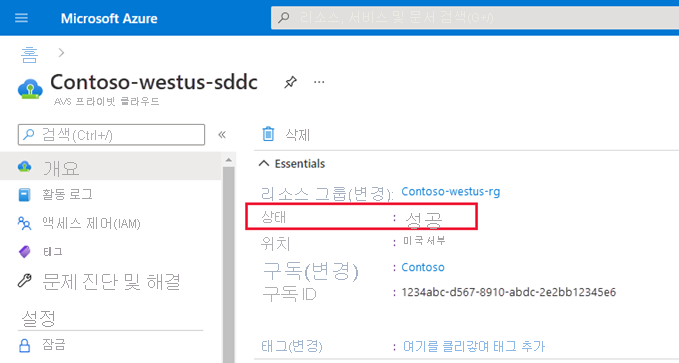 Microsoft Azure
리소스, 서비스 및 문서 검색(G+/)
홈
Contoso-westus-sddc
AVS 프라이빗 클라우드
검색(Ctrl+/)
삭제
개요
활동 로그
액세스 제어(IAM)
태그
문제 진단 및 해결
설정
잠금
Essentials
리소스 그룹(변경): Contoso-westus-rg
상태 : 성공
위치 : 미국 서부
구독(변경) : Contoso
구독 ID : 1234abc-d567-8910-abdc-2e2bb12345e6
태그(변경) : 여기를 클리갛여 태그 추가